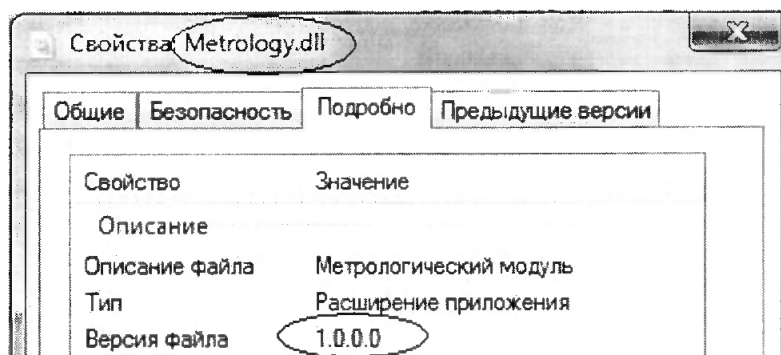 Свойства: Metrology.dll
Общие Безопасность Подробно Предыдущие версии
Свойство Значение
Описание
Описание файла Метрологический модуль
Тип Расширение приложения
Версия файла 1.0.0.0